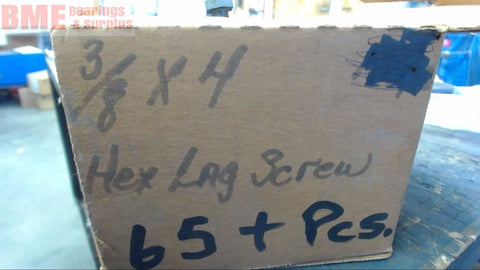 BME Bearings
& Surplus
3/8 x 4
Hex Lag Screw
65 + Pcs.